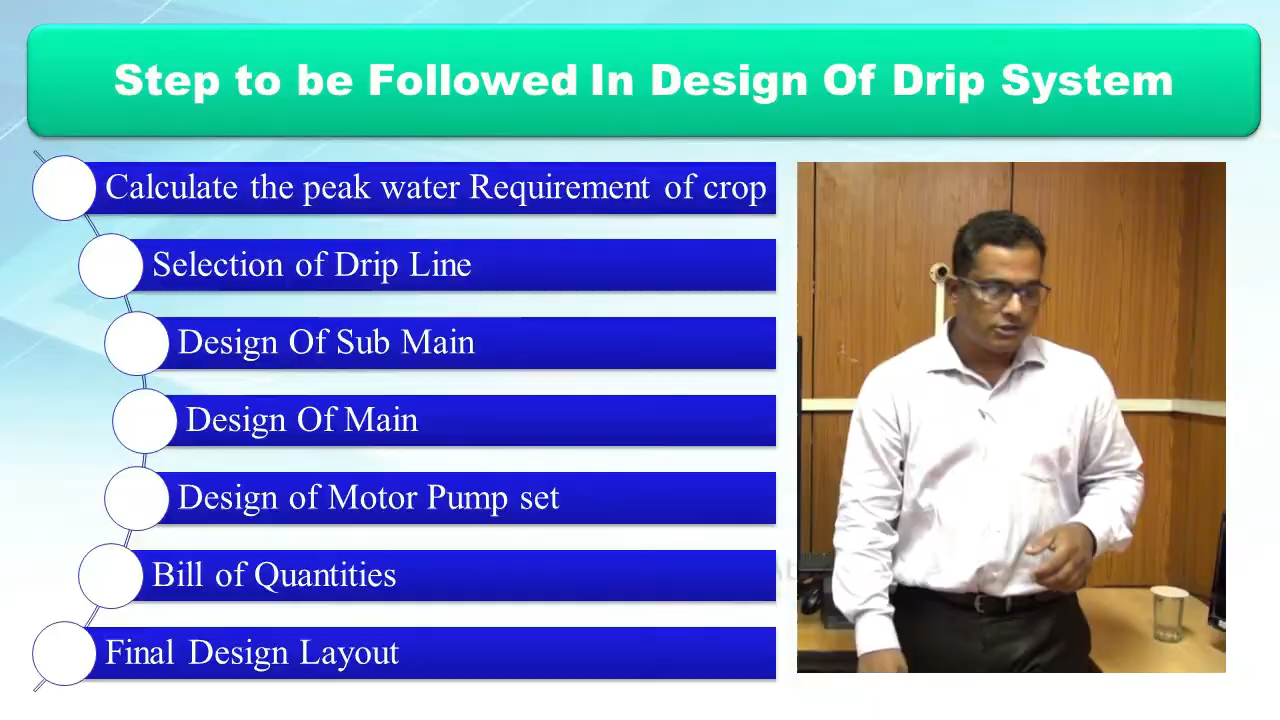 Step to be Followed In Design Of Drip System
Calculate the peak water Requirement of crop
Selection of Drip Line
Design Of Sub Main
Design Of Main
Design of Motor Pump set
Bill of Quantities
Final Design Layout